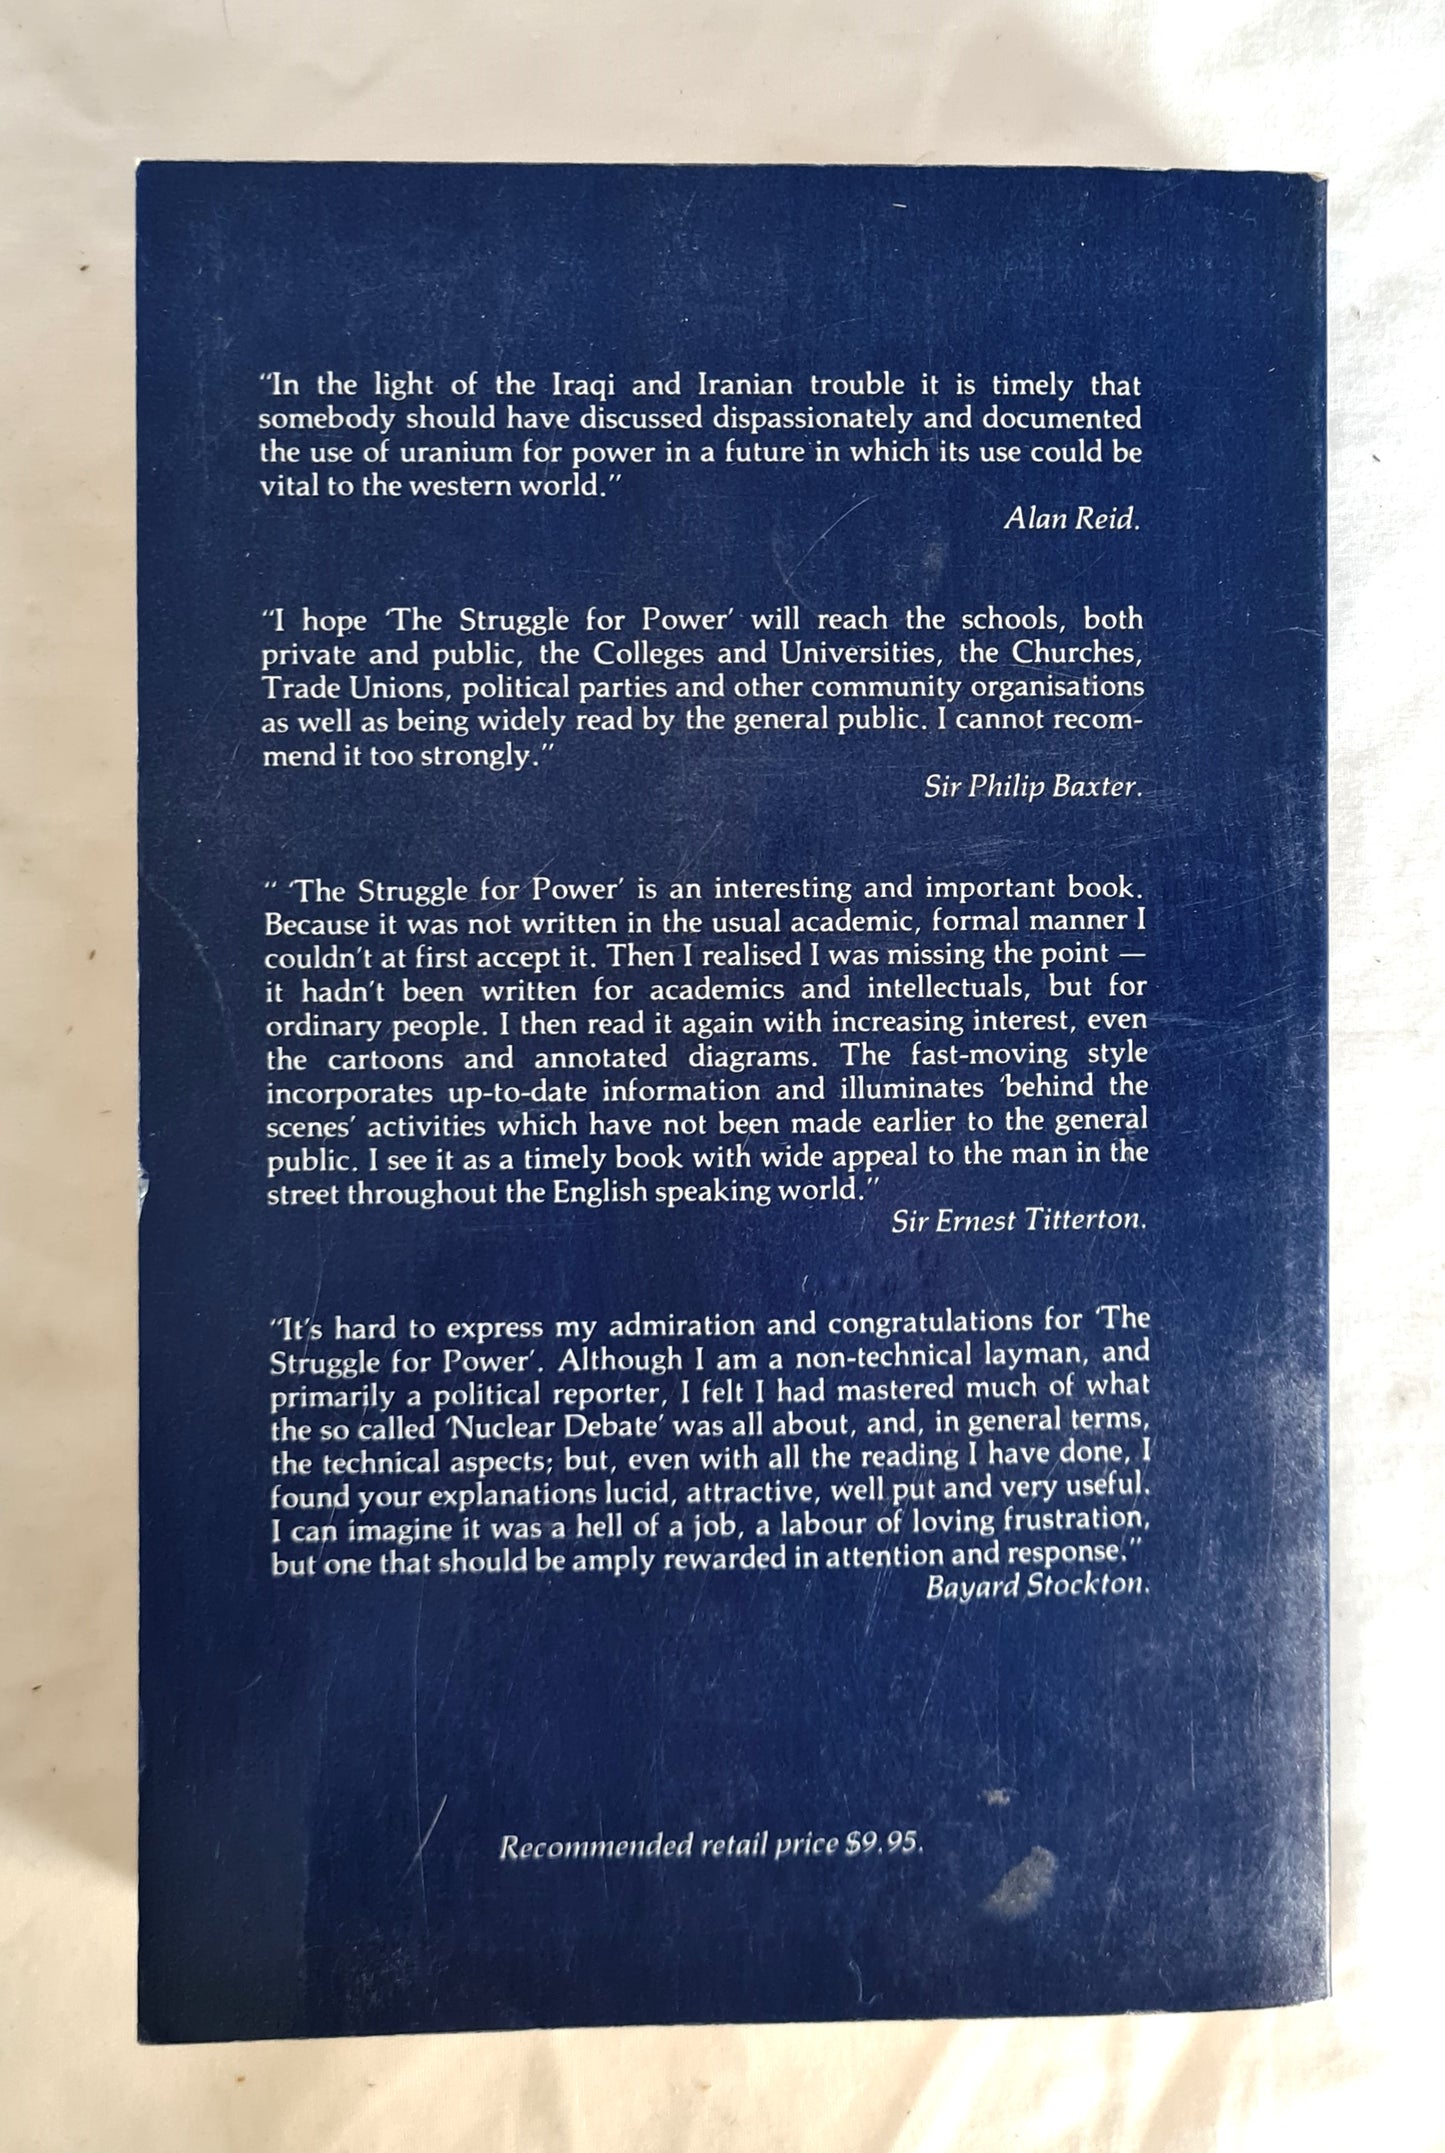 “In the light of the Iraqi and Iranian trouble it is timely that
somebody should have discussed dispassionately and documented
the use of uranium for power in a future in which its use could be
vital to the western world.”
Alan Reid.
“I hope ‘The Struggle for Power’ will reach the schools, both
private and public, the Colleges and Universities, the Churches,
Trade Unions, political parties and other community organisations
as well as being widely read by the general public. I cannot recom-
mend it too strongly.”
Sir Philip Baxter.
“ ‘The Struggle for Power’ is an interesting and important book.
Because it was not written in the usual academic, formal manner I
couldn’t at first accept it. Then I realised I was missing the point —
it hadn’t been written for academics and intellectuals, but for
ordinary people. I then read it again with increasing interest, even
the cartoons and annotated diagrams. The fast-moving style
incorporates up-to-date information and illuminates ‘behind the
scenes’ activities which have not been made earlier to the general
public. I see it as a timely book with wide appeal to the man in the
street throughout the English speaking world.”
Sir Ernest Titterton.
“It’s hard to express my admiration and congratulations for ‘The
Struggle for Power’. Although I am a non-technical layman, and
primarily a political reporter, I felt I had mastered much of what
the so called ‘Nuclear Debate’ was all about, and, in general terms,
the technical aspects; but, even with all the reading I have done, I
found your explanations lucid, attractive, well put and very useful.
I can imagine it was a hell of a job, a labour of loving frustration,
but one that should be amply rewarded in attention and response.”
Bayard Stockton.
Recommended retail price $9.95.